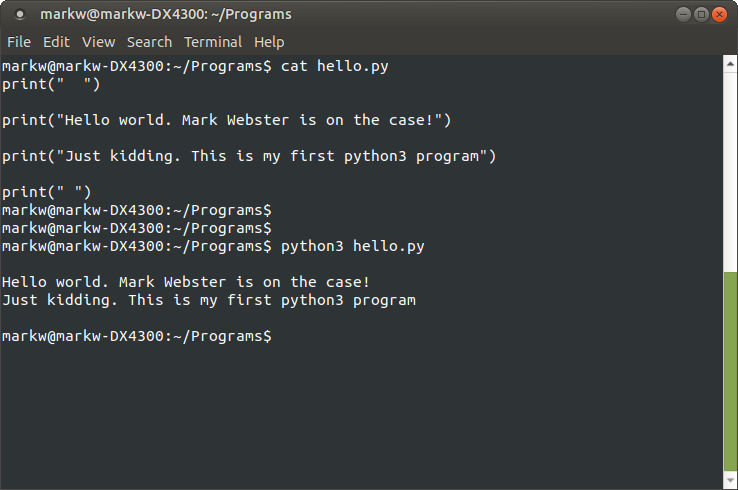 markw@markw-DX4300: ~/Programs
File Edit View Search Terminal Help
markw@markw-DX4300:~/Programs$ cat hello.py
print("  ")
print("Hello world. Mark Webster is on the case!")
print("Just kidding. This is my first python3 program")
print(" ")
markw@markw-DX4300:~/Programs$
markw@markw-DX4300:~/Programs$
markw@markw-DX4300:~/Programs$ python3 hello.py
Hello world. Mark Webster is on the case!
Just kidding. This is my first python3 program
markw@markw-DX4300:~/Programs$